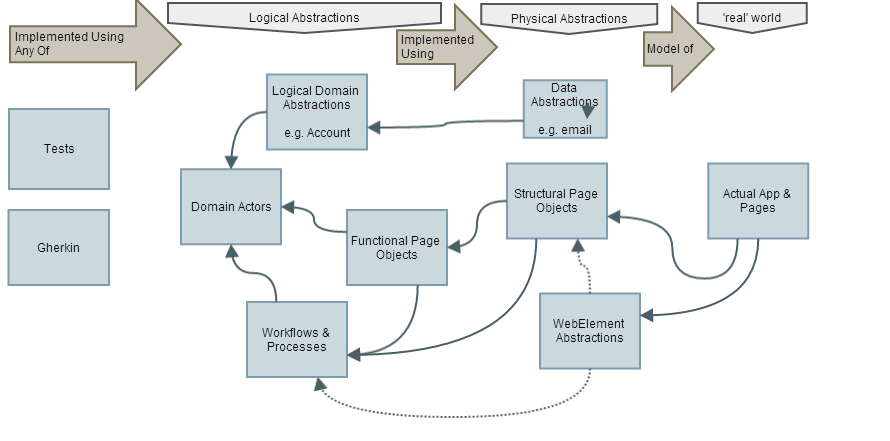 Logical Abstractions
Physical Abstractions
'real' world
Implemented Using
Any Of
Implemented
Using
Model of
Logical Domain
Abstractions
e.g. Account
Data
Abstractions
e.g. email
Tests
Domain Actors
Structural Page
Objects
Actual App &
Pages
Gherkin
Functional Page
Objects
Workflows &
Processes
WebElement
Abstractions